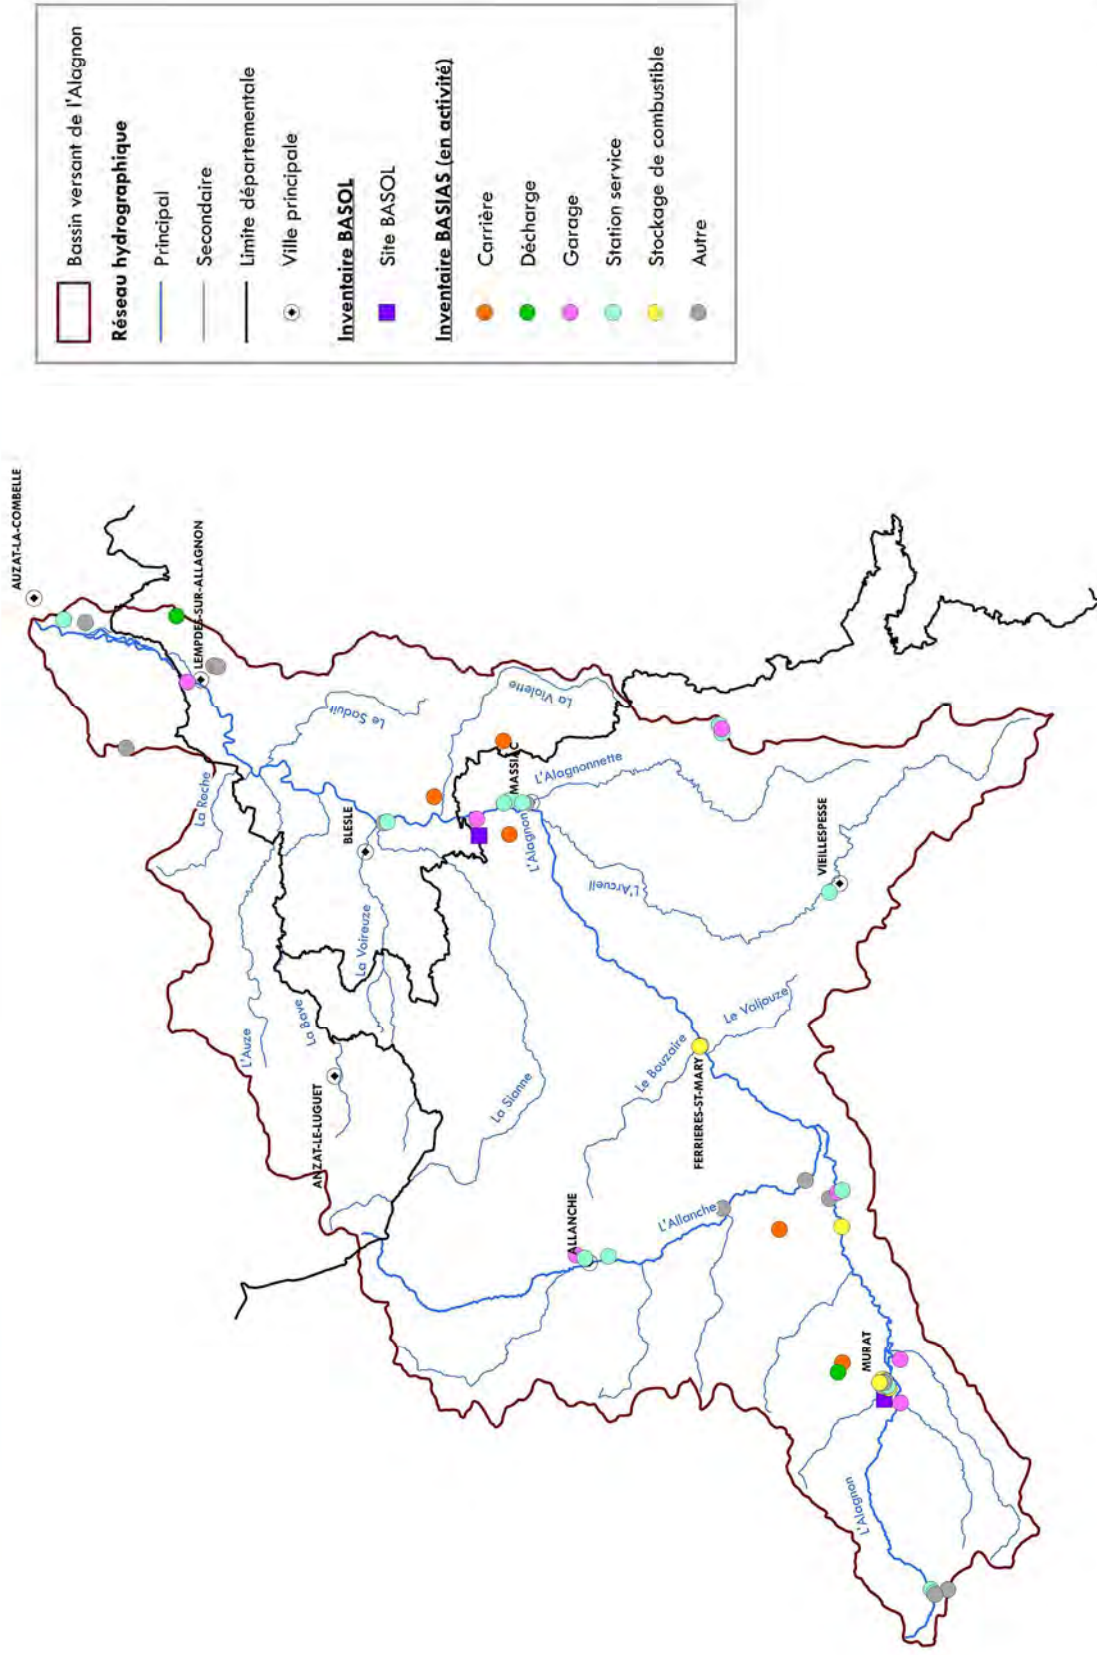 Bassin versant de l'Alagnon
Réseau hydrographique
Principal
Secondaire
Limite départementale
Ville principale
Inventaire BASOL
Site BASOL
Inventaire BASIAS (en activité)
Carrière
Décharge
Garage
Station service
Stockage de combustible
Autre
AUZAT-LA-COMBELLE
LEMPDES-SUR-ALLAGNON
La Roche
Le Saduit
La Violette
L'Auze
BLESLE
MASSIAC
L'Alagnonnette
L'Alagnon
La Voireuze
La Bave
ANZAT-LE-LUGUET
L'Arcueil
VIEILLESPESSE
La Sianne
Le Bouzaire
Le Valjouze
FERRIERES-ST-MARY
ALLANCHE
L'Allanche
MURAT
L'Alagnon